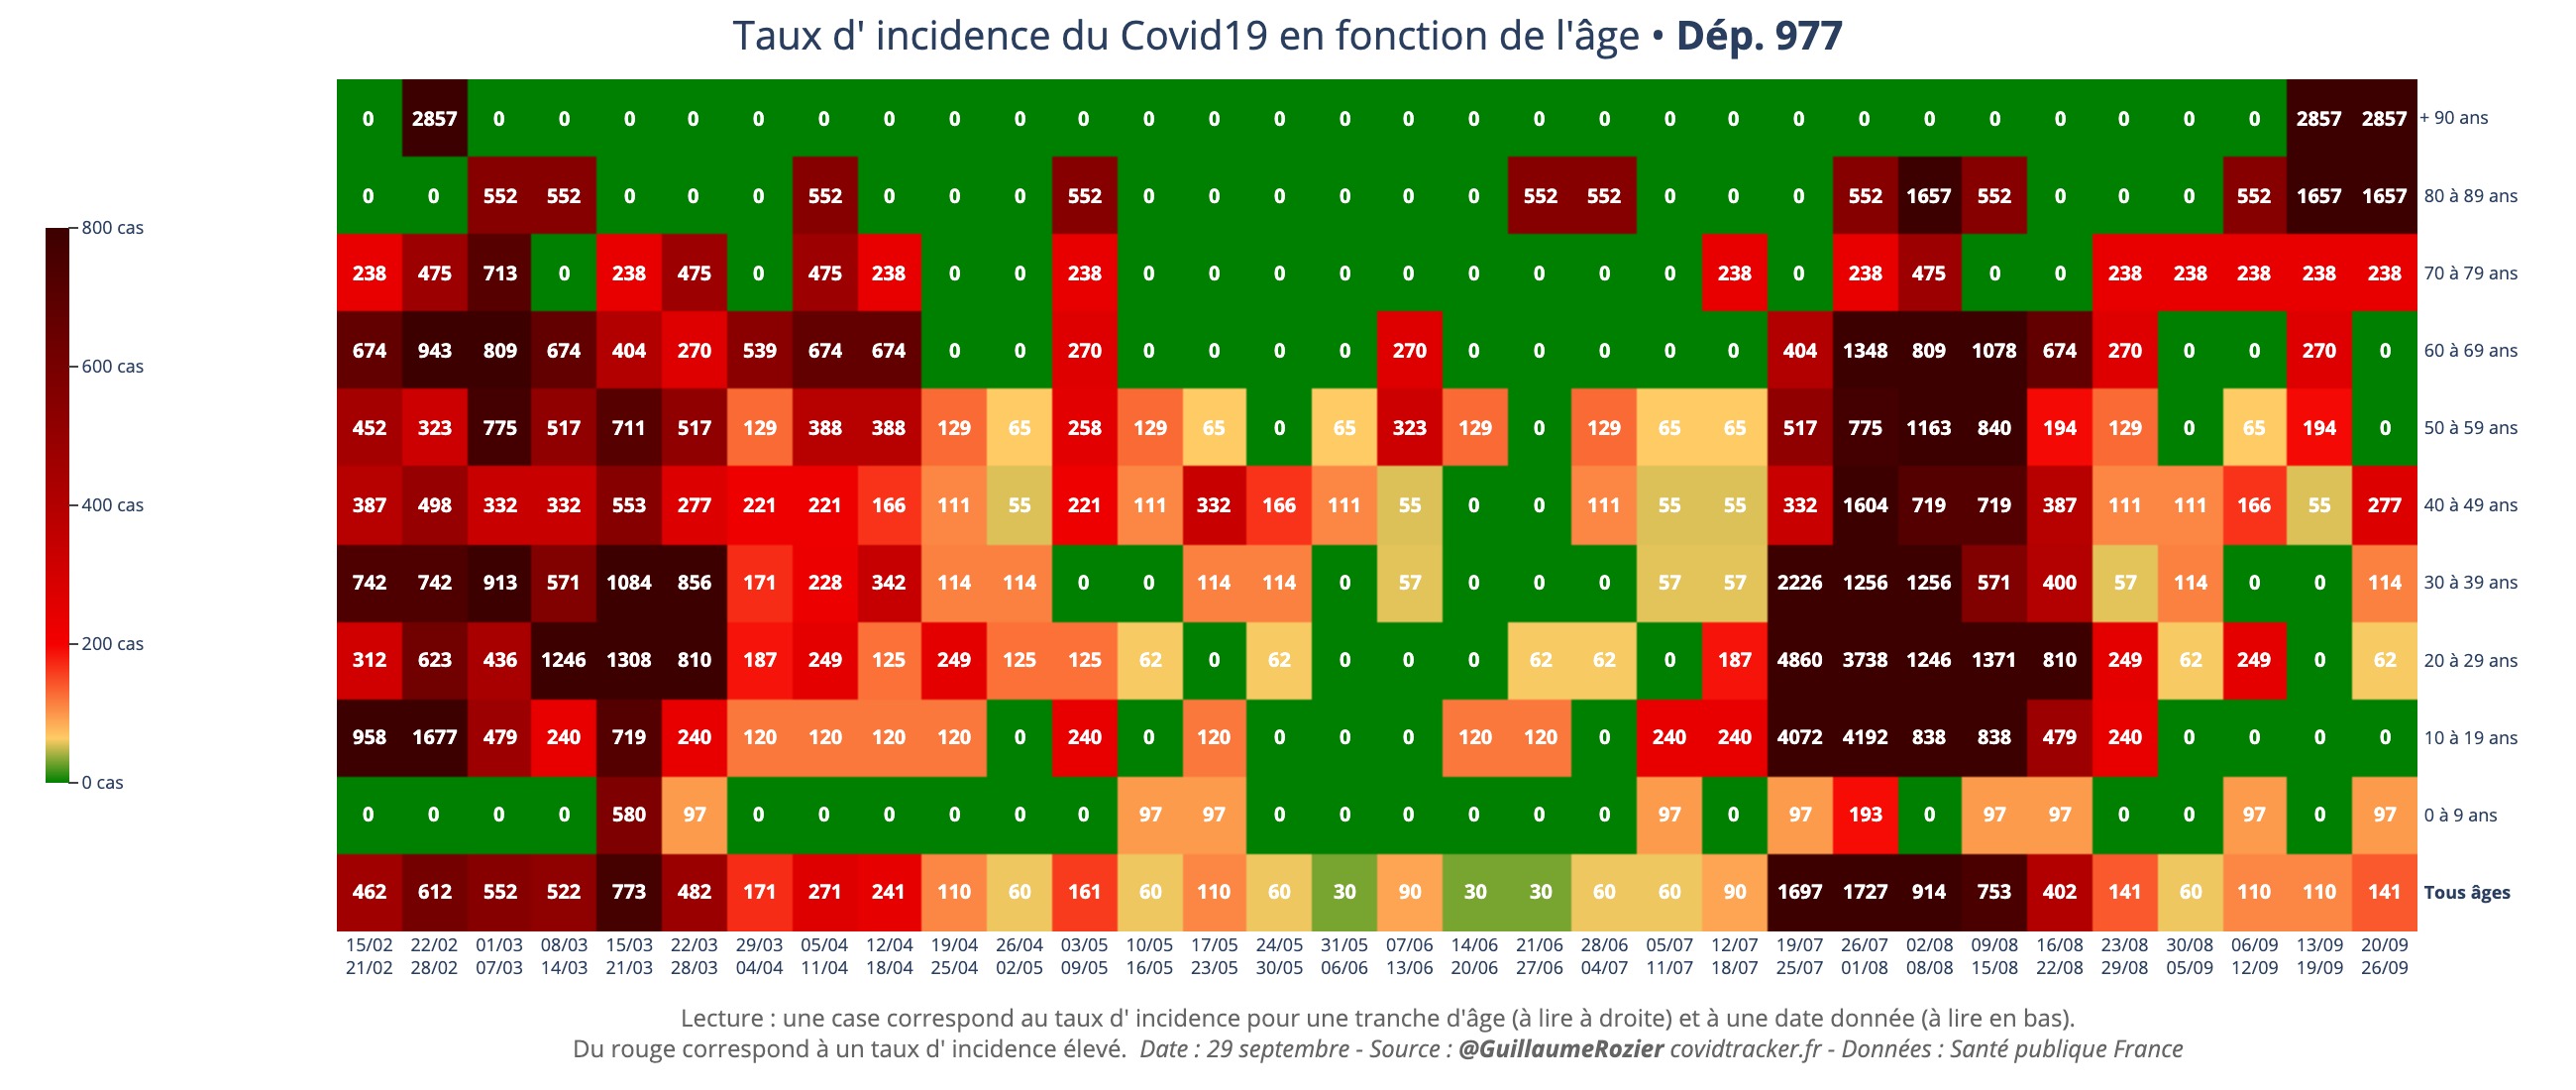 Taux d' incidence du Covid19 en fonction de l'âge • Dép. 977
0 2857 0 0 0 0 0 0 0 0 0 0 0 0 0 0 0 0 0 0 0 0 0 0 0 0 0 0 0 0 2857 2857 + 90 ans
0 0 552 552 0 0 0 552 0 0 0 552 0 0 0 0 0 0 552 552 0 0 0 552 1657 552 0 0 0 552 1657 1657 80 à 89 ans
800 cas
238 475 713 0 238 475 0 475 238 0 0 238 0 0 0 0 0 0 0 0 0 238 0 238 475 0 0 238 238 238 238 238 70 à 79 ans
674 943 809 674 404 270 539 674 674 0 0 270 0 0 0 0 270 0 0 0 0 0 404 1348 809 1078 674 270 0 0 270 0 60 à 69 ans
600 cas
452 323 775 517 711 517 129 388 388 129 65 258 129 65 0 65 323 129 0 129 65 65 517 775 1163 840 194 129 0 65 194 0 50 à 59 ans
400 cas
387 498 332 332 553 277 221 221 166 111 55 221 111 332 166 111 55 0 0 111 55 55 332 1604 719 719 387 111 111 166 55 277 40 à 49 ans
742 742 913 571 1084 856 171 228 342 114 114 0 0 114 114 0 57 0 0 0 57 57 2226 1256 1256 571 400 57 114 0 0 114 30 à 39 ans
200 cas
312 623 436 1246 1308 810 187 249 125 249 125 125 62 0 62 0 0 0 62 62 0 187 4860 3738 1246 1371 810 249 62 249 0 62 20 à 29 ans
958 1677 479 240 719 240 120 120 120 120 0 240 0 120 0 0 0 120 120 0 240 240 4072 4192 838 838 479 240 0 0 0 0 10 à 19 ans
0 cas
0 0 0 0 580 97 0 0 0 0 0 0 97 97 0 0 0 0 0 0 97 0 97 193 0 97 97 0 0 97 0 97 0 à 9 ans
462 612 552 522 773 482 171 271 241 110 60 161 60 110 60 30 90 30 30 60 60 90 1697 1727 914 753 402 141 60 110 110 141 Tous âges
15/02 22/02 01/03 08/03 15/03 22/03 29/03 05/04 12/04 19/04 26/04 03/05 10/05 17/05 24/05 31/05 07/06 14/06 21/06 28/06 05/07 12/07 19/07 26/07 02/08 09/08 16/08 23/08 30/08 06/09 13/09 20/09
21/02 28/02 07/03 14/03 21/03 28/03 04/04 11/04 18/04 25/04 02/05 09/05 16/05 23/05 30/05 06/06 13/06 20/06 27/06 04/07 11/07 18/07 25/07 01/08 08/08 15/08 22/08 29/08 05/09 12/09 19/09 26/09
Lecture : une case correspond au taux d' incidence pour une tranche d'âge (à lire à droite) et à une date donnée (à lire en bas).
Du rouge correspond à un taux d' incidence élevé. Date : 29 septembre - Source : @GuillaumeRozier covidtracker.fr - Données : Santé publique France